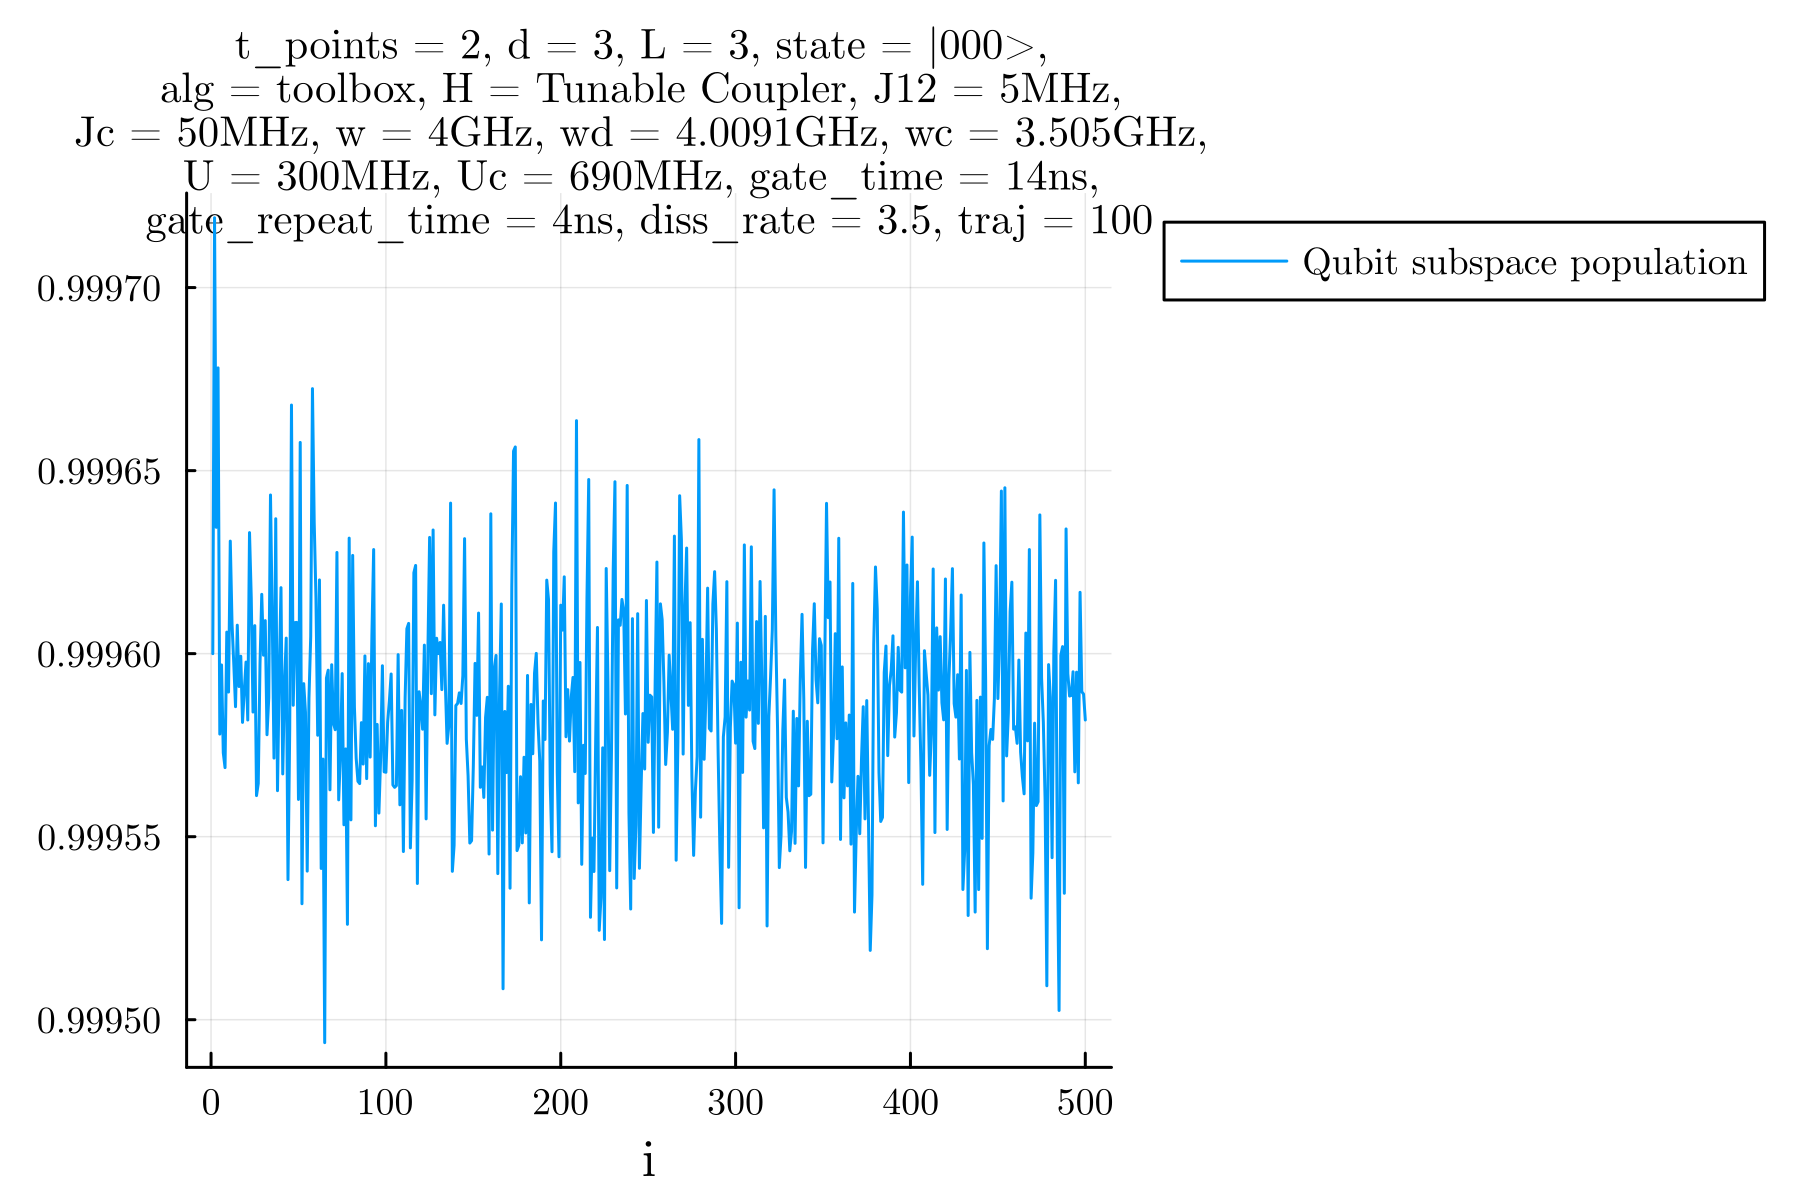 t_points = 2, d = 3, L = 3, state = |000>,
alg = toolbox, H = Tunable Coupler, J12 = 5MHz,
Jc = 50MHz, w = 4GHz, wd = 4.0091GHz, wc = 3.505GHz,
U = 300MHz, Uc = 690MHz, gate_time = 14ns,
gate_repeat_time = 4ns, diss_rate = 3.5, traj = 100
Qubit subspace population
0.99970
0.99965
0.99960
0.99955
0.99950
0 100 200 300 400 500
i